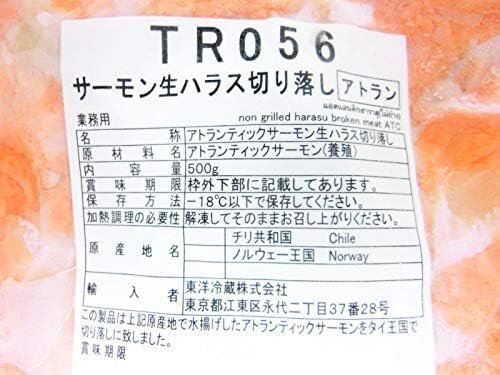 TR056
サーモン生ハラス切り落し アトラン
業務用 non grilled harasu broken meat ATC
名 称 アトランティックサーモン生ハラス切り落し
原材料名 アトランティックサーモン(養殖)
内容量 500g
賞味期限 枠外下部に記載してあります。
保存方法 -18℃以下で保存してください。
加熱調理の必要性 解凍してそのままお召し上がりください。
原産地名 チリ共和国 Chile
ノルウェー王国 Norway
輸入者 東洋冷蔵株式会社
東京都江東区永代二丁目37番28号
この製品は上記原産地で水揚げしたアトランティックサーモンをタイ王国で
切り落しに致しました。
賞味期限